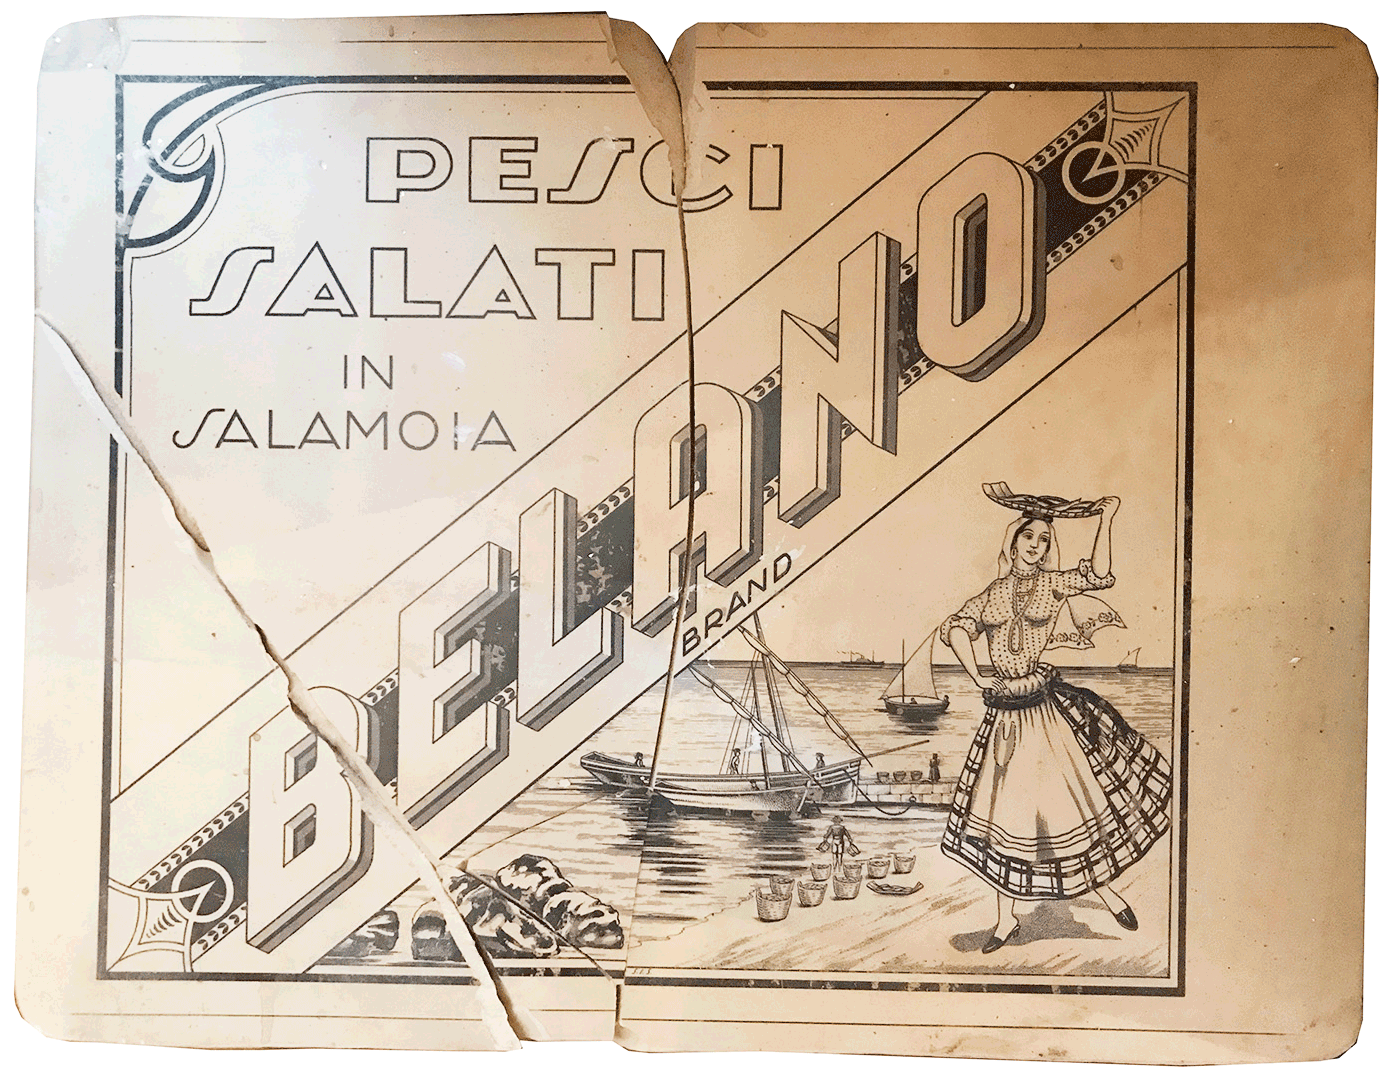 PESCI
SALATI
IN
SALAMOIA
BELANO
BRAND